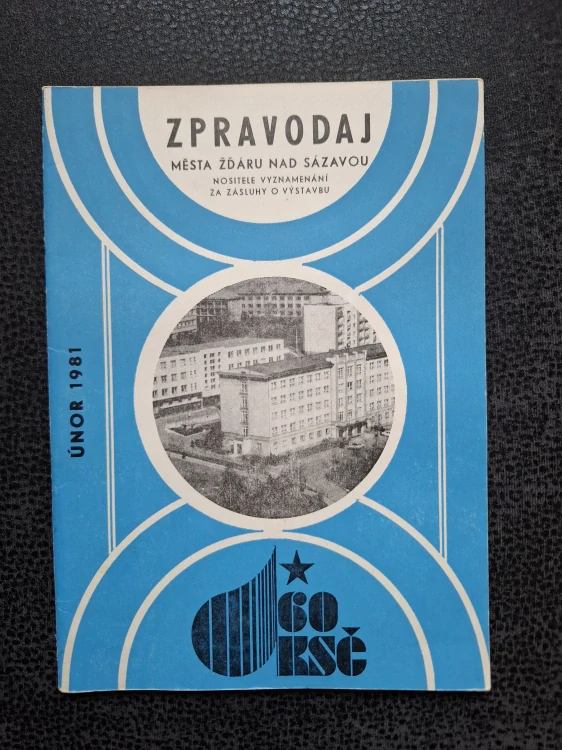 ZPRAVODAJ
MĚSTA ŽĎÁRU NAD SÁZAVOU
NOSITELE VYZNAMENÁNÍ
ZA ZÁSLUHY O VÝSTAVBU
ÚNOR 1981
60
KSČ